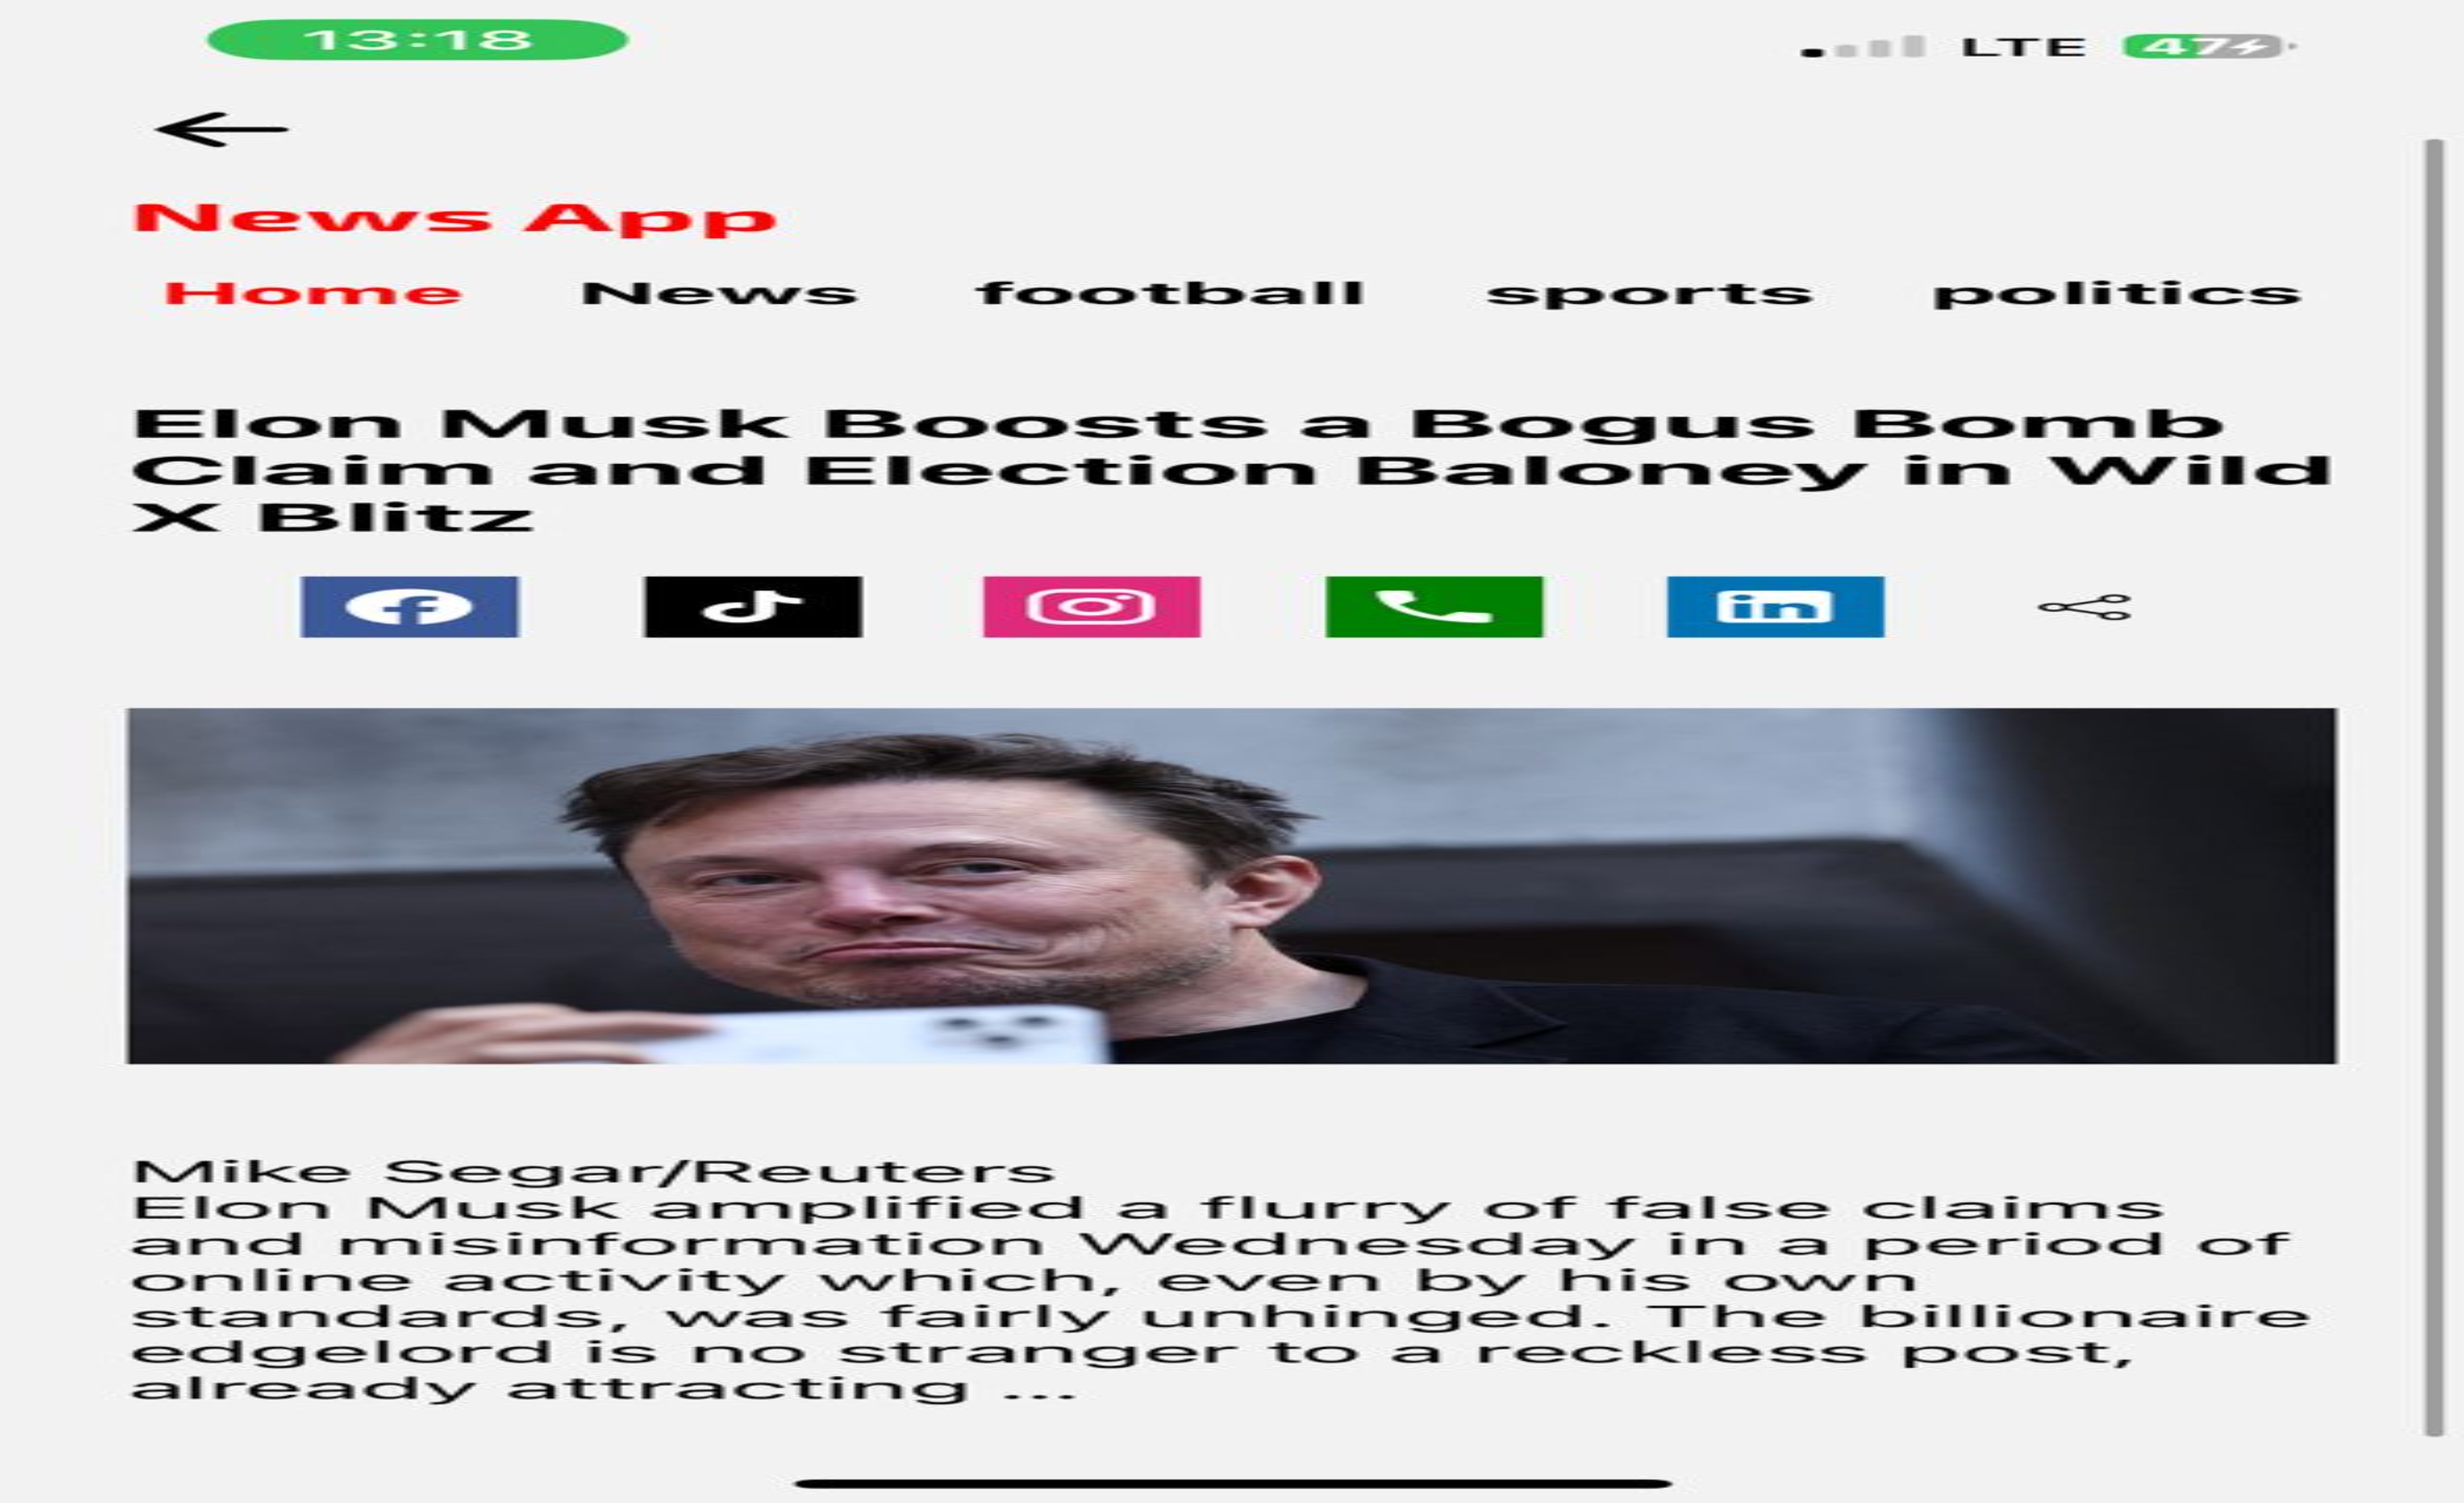 13:18
LTE 47
News App
Home News football sports politics
Elon Musk Boosts a Bogus Bomb
Claim and Election Baloney in Wild
X Blitz
in
Mike Segar/Reuters
Elon Musk amplified a flurry of false claims
and misinformation Wednesday in a period of
online activity which, even by his own
standards, was fairly unhinged. The billionaire
edgelord is no stranger to a reckless post,
already attracting ...